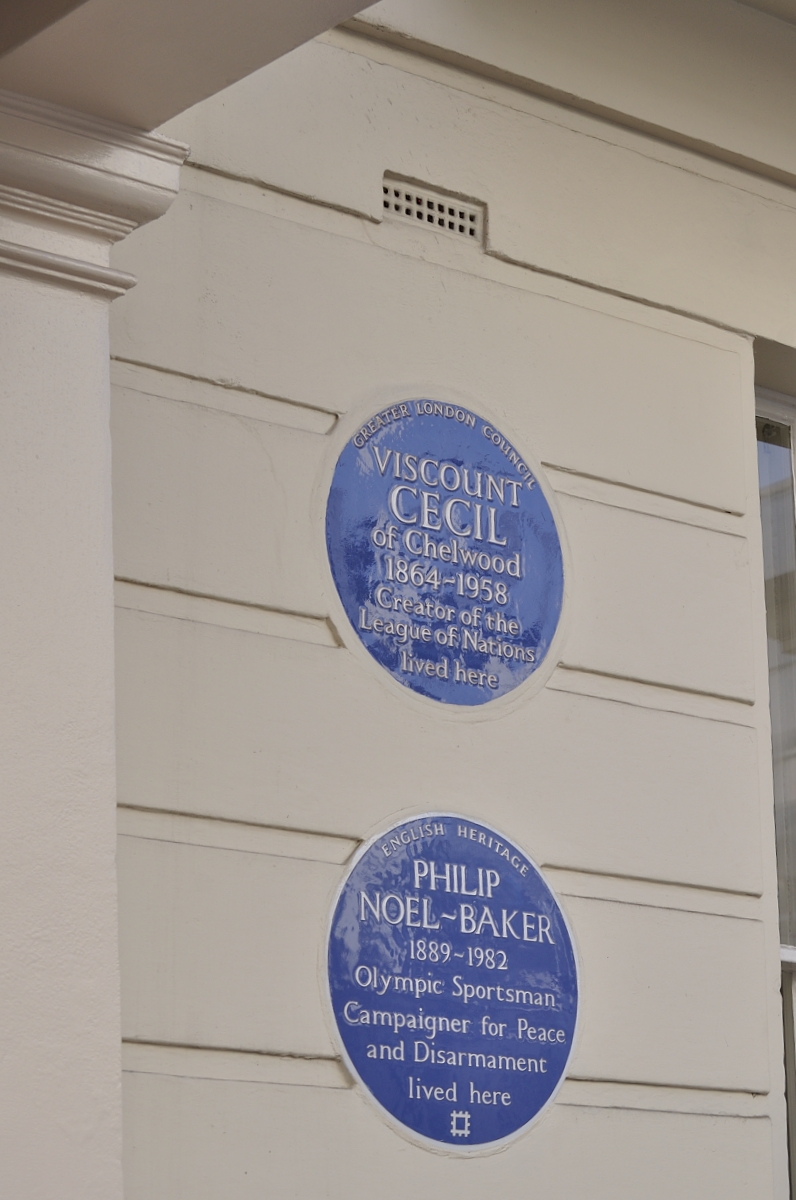 GREATER LONDON COUNCIL
VISCOUNT
CECIL
of Chelwood
1864~1958
Creator of the
League of Nations
lived here
ENGLISH HERITAGE
PHILIP
NOEL~BAKER
1889~1982
Olympic Sportsman
Campaigner for Peace
and Disarmament
lived here